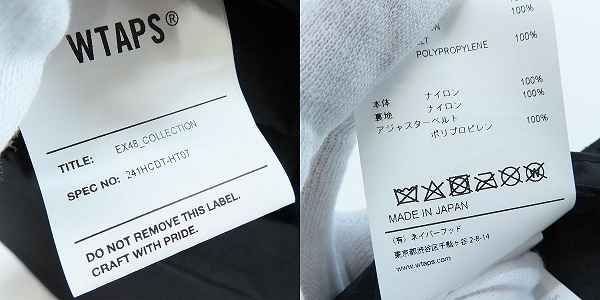 WTAPS®
TITLE: EX48_COLLECTION
SPEC NO: 241HCDT-HT07
DO NOT REMOVE THIS LABEL.
CRAFT WITH PRIDE.
100%
100%
POLYPROPYLENE 100%
本体 ナイロン 100%
裏地 ナイロン 100%
アジャスターベルト
ポリプロピレン 100%
MADE IN JAPAN
(有)ネイバーフッド
東京都渋谷区千駄ヶ谷2-8-14
www.wtaps.com